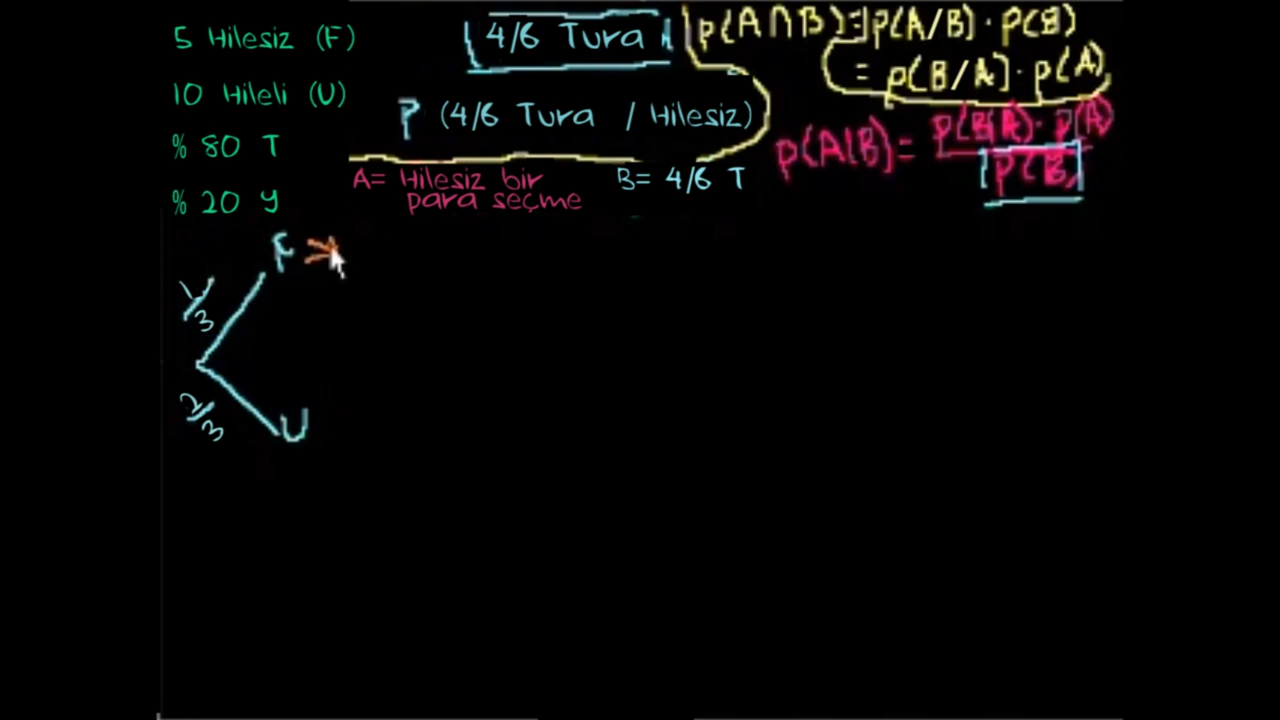 5 Hilesiz (F)
10 Hileli (U)
% 80 T
% 20 Y
4/6 Tura
P (4/6 Tura / Hilesiz)
A= Hilesiz bir
para seçme
B= 4/6 T
P(A∩B)=P(A/B)·P(B)
= P(B/A)·P(A)
P(A|B)= P(B|A)·P(A)
P(B)
1/3
F
2/3
U